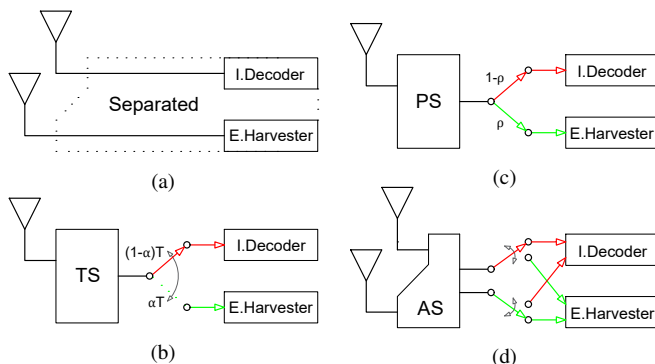 I.Decoder
Separated
E.Harvester
(a)
1-ρ
I.Decoder
PS
ρ
E.Harvester
(c)
(1-α)T
I.Decoder
TS
αT
E.Harvester
(b)
I.Decoder
AS
E.Harvester
(d)